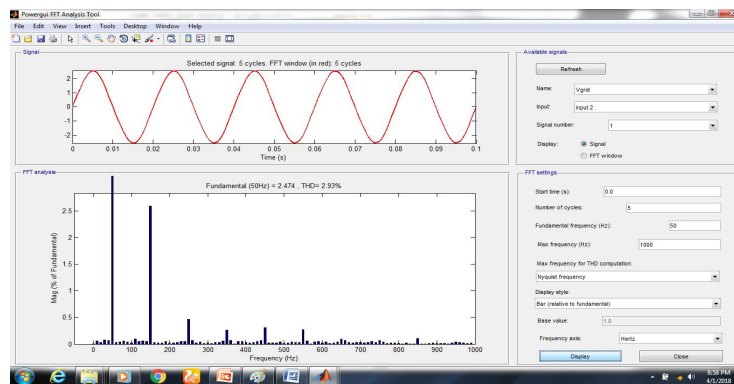 Powergui FFT Analysis Tool.
File Edit View Insert Tools Desktop Window Help
Signal
Selected signal: 5 cycles. FFT window (in red): 5 cycles
2
1
0
-1
-2
0 0.01 0.02 0.03 0.04 0.05 0.06 0.07 0.08 0.09 0.1
Time (s)
FFT analysis
Fundamental (50Hz) = 2.474 , THD= 2.93%
2.5
2
1.5
1
0.5
0
Mag (% of Fundamental)
0 100 200 300 400 500 600 700 800 900 1000
Frequency (Hz)
Available signals
Refresh
Name: Vgrid
Input: input 2
Signal number: 1
Display: Signal
FFT window
FFT settings
Start time (s): 0.0
Number of cycles: 5
Fundamental frequency (Hz): 50
Max frequency (Hz): 1000
Max frequency for THD computation:
Nyquist frequency
Display style:
Bar (relative to fundamental)
Base value: 1.0
Frequency axis: Hertz
Display Close
8:58 PM
4/1/2018